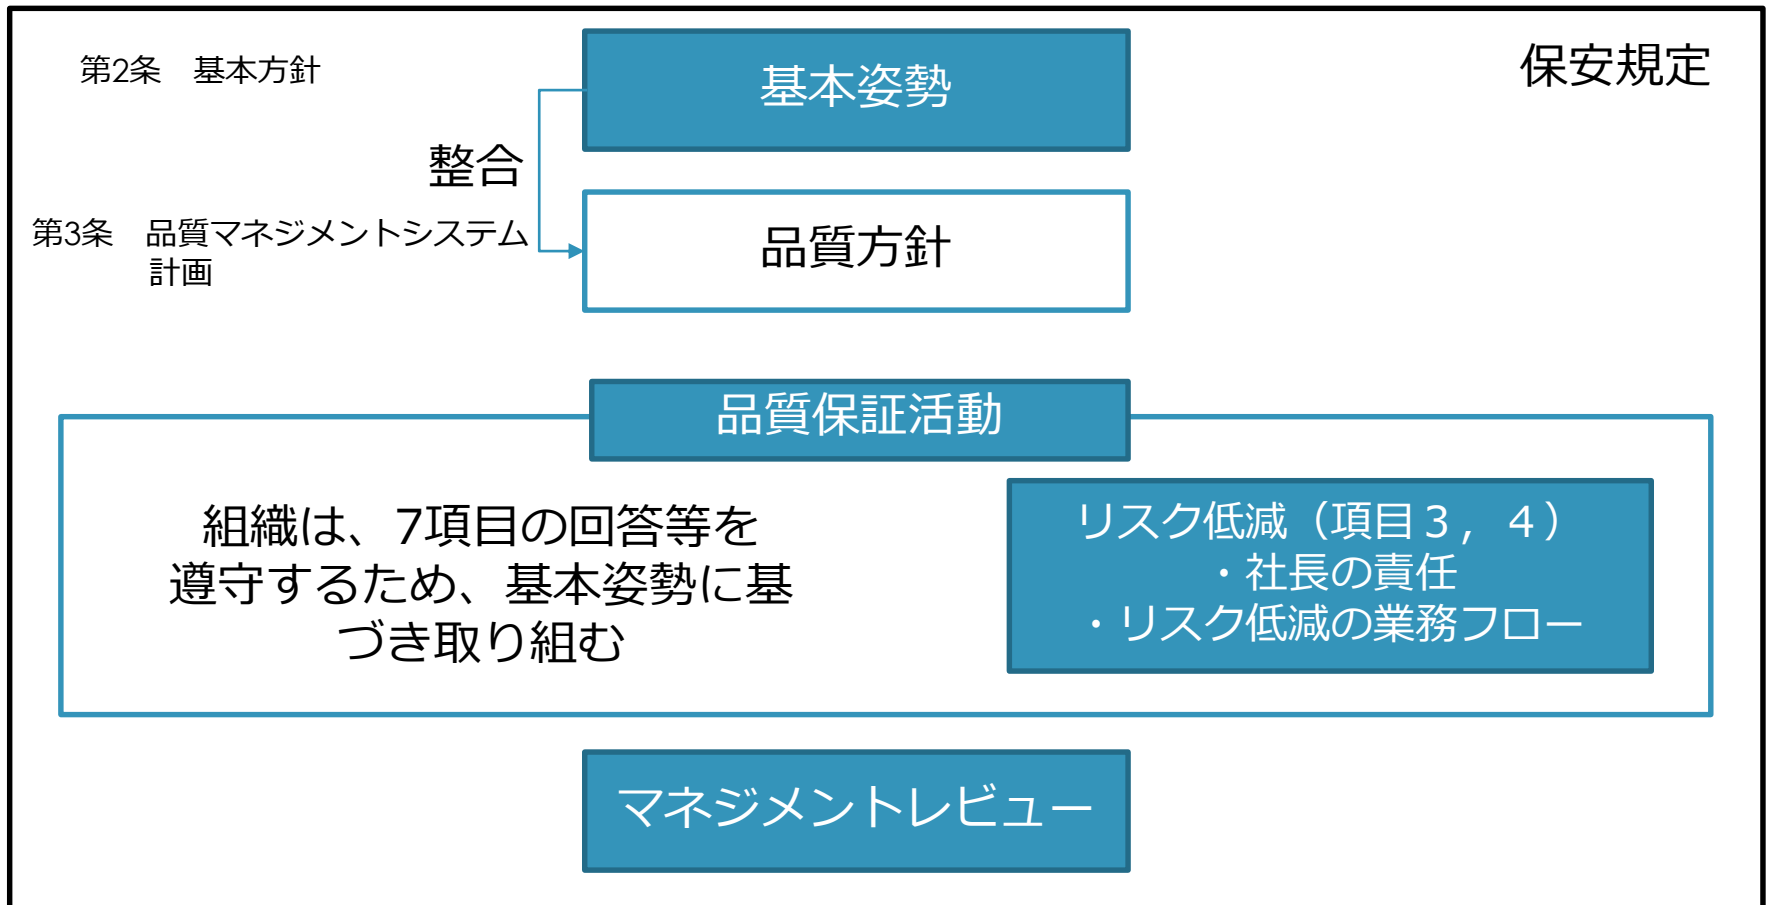 保安規定
第2条　基本方針
基本姿勢
整合
第3条　品質マネジメントシステム
計画
品質方針
品質保証活動
組織は、7項目の回答等を
遵守するため、基本姿勢に基
づき取り組む
リスク低減（項目３，４）
・社長の責任
・リスク低減の業務フロー
マネジメントレビュー